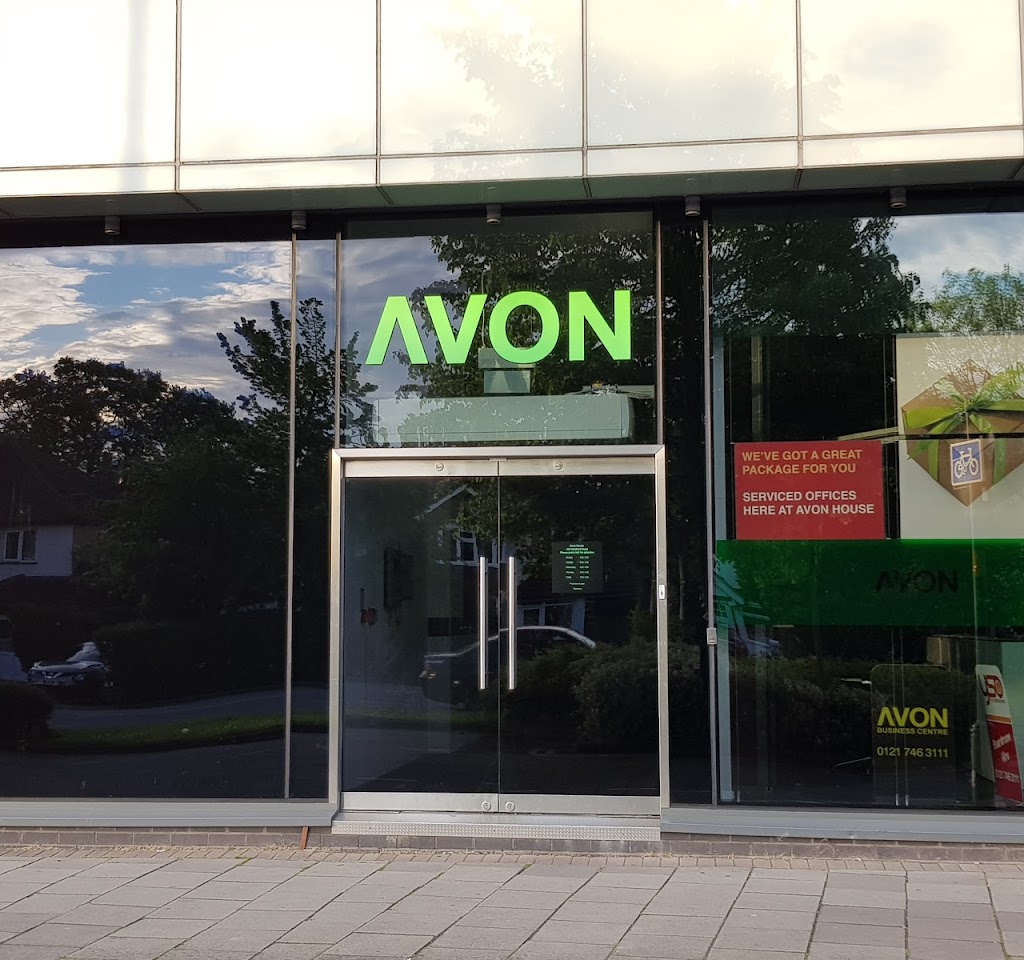 AVON
WE'VE GOT A GREAT
PACKAGE FOR YOU
SERVICED OFFICES
HERE AT AVON HOUSE
AVON
AVON
BUSINESS CENTRE
0121 746 3111